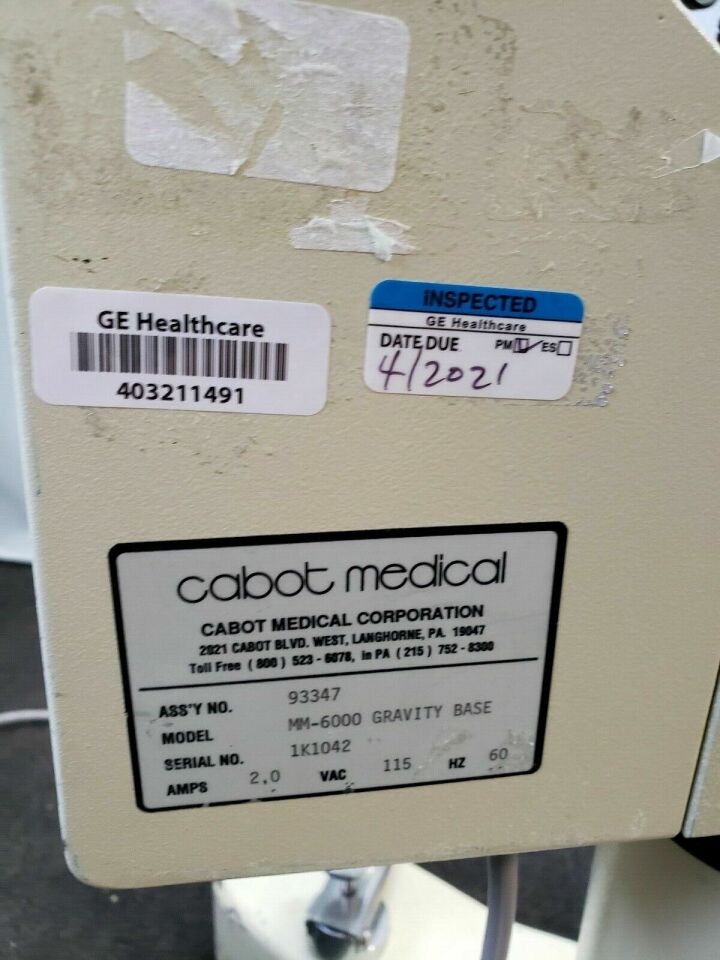 GE Healthcare
403211491
INSPECTED
GE Healthcare
DATE DUE PM ES
4/2021
cabot medical
CABOT MEDICAL CORPORATION
2021 CABOT BLVD. WEST, LANGHORNE, PA. 19047
Toll Free (800) 523-6078, in PA (215) 752-8300
ASS'Y NO. 93347
MODEL MM-6000 GRAVITY BASE
SERIAL NO. 1K1042
AMPS 2.0 VAC 115 HZ 60